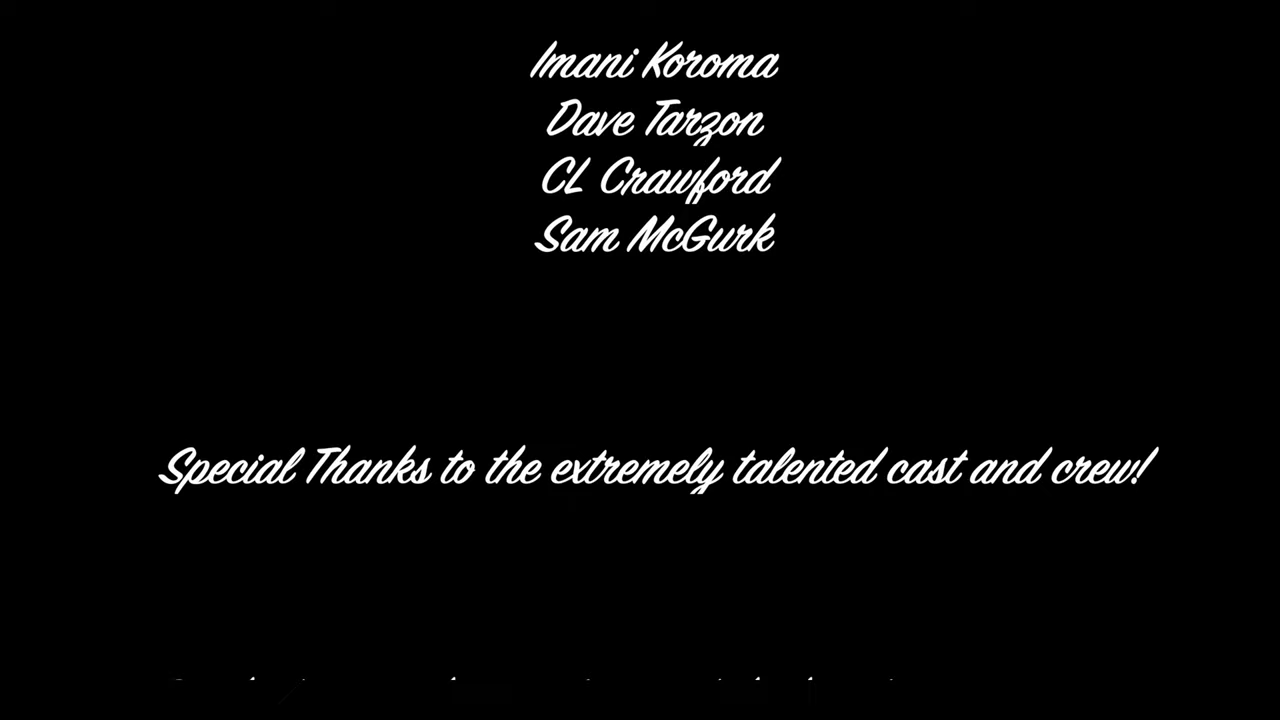 Imani Koroma
Dave Tarzon
CL Crawford
Sam McGurk
Special Thanks to the extremely talented cast and crew!